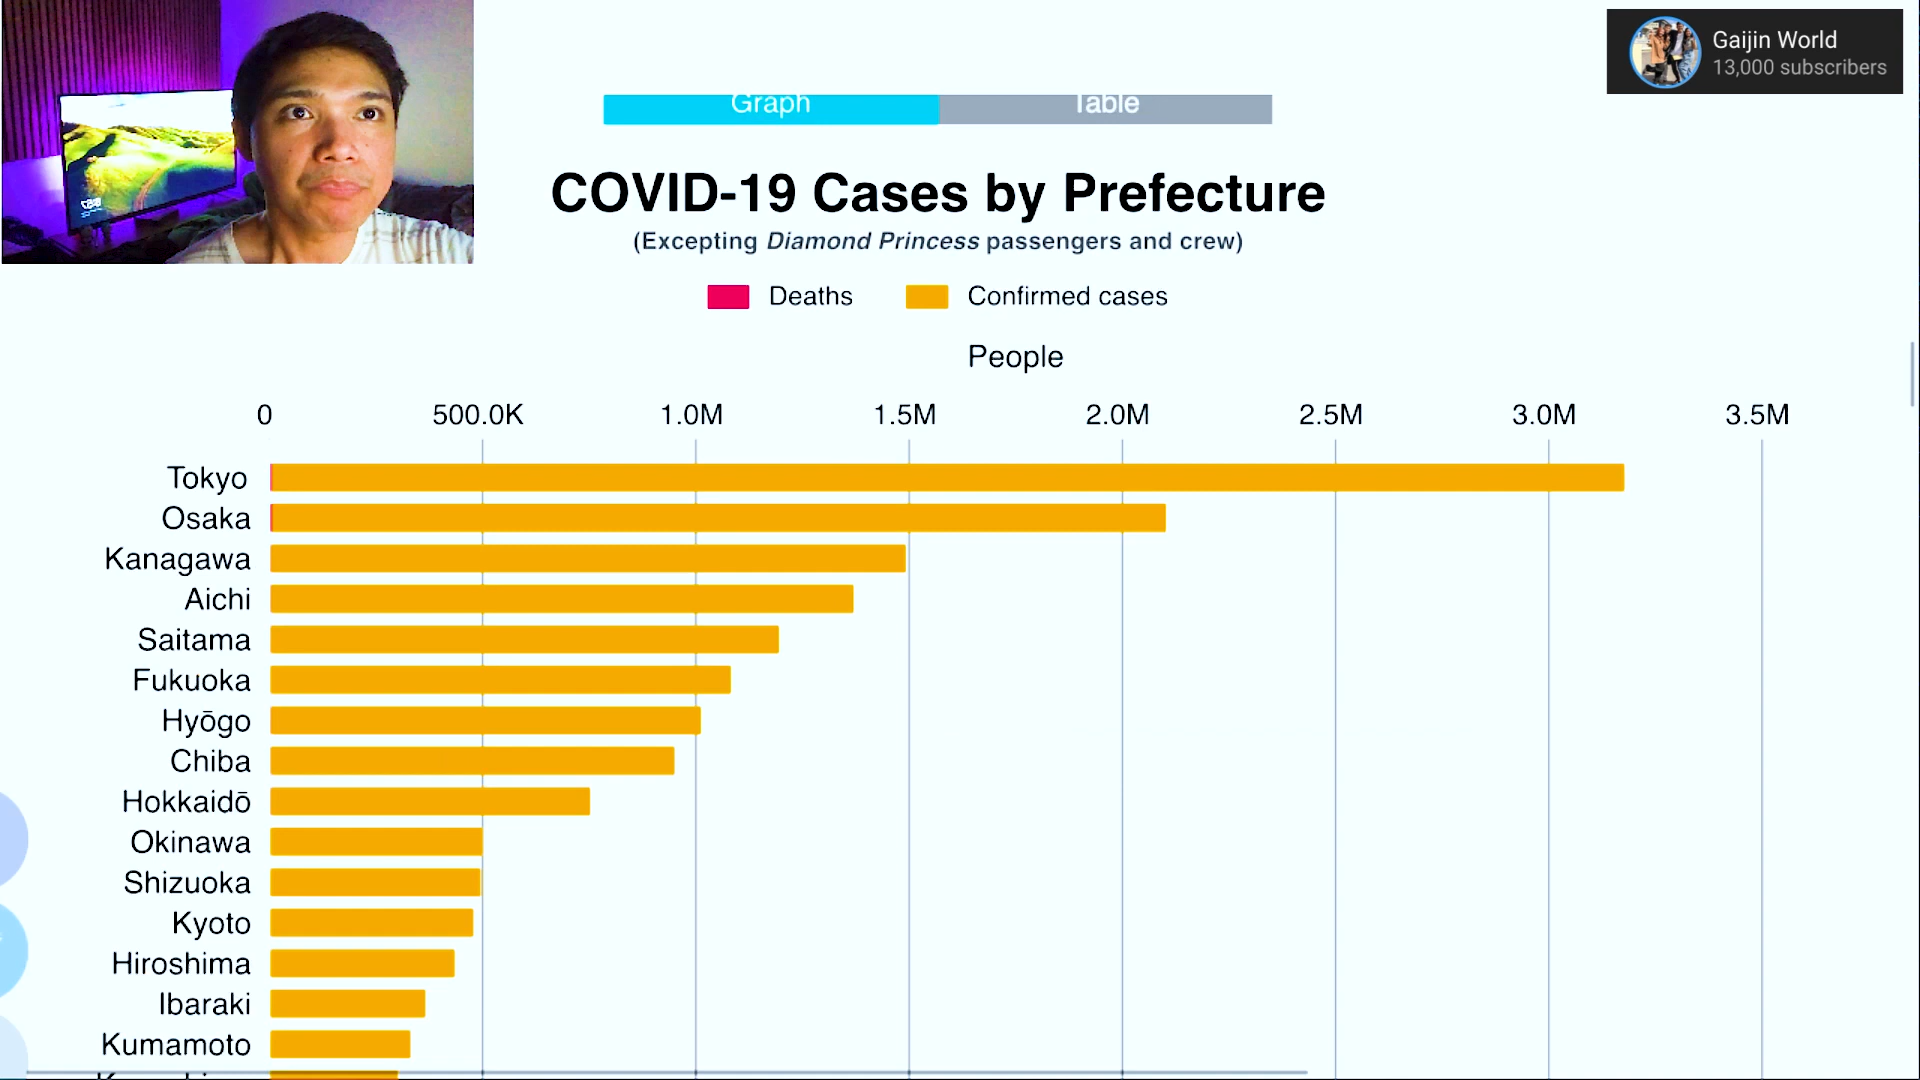 Gaijin World
13,000 subscribers
Graph Table
COVID-19 Cases by Prefecture
(Excepting Diamond Princess passengers and crew)
Deaths Confirmed cases
People
0 500.0K 1.0M 1.5M 2.0M 2.5M 3.0M 3.5M
Tokyo
Osaka
Kanagawa
Aichi
Saitama
Fukuoka
Hyōgo
Chiba
Hokkaidō
Okinawa
Shizuoka
Kyoto
Hiroshima
Ibaraki
Kumamoto